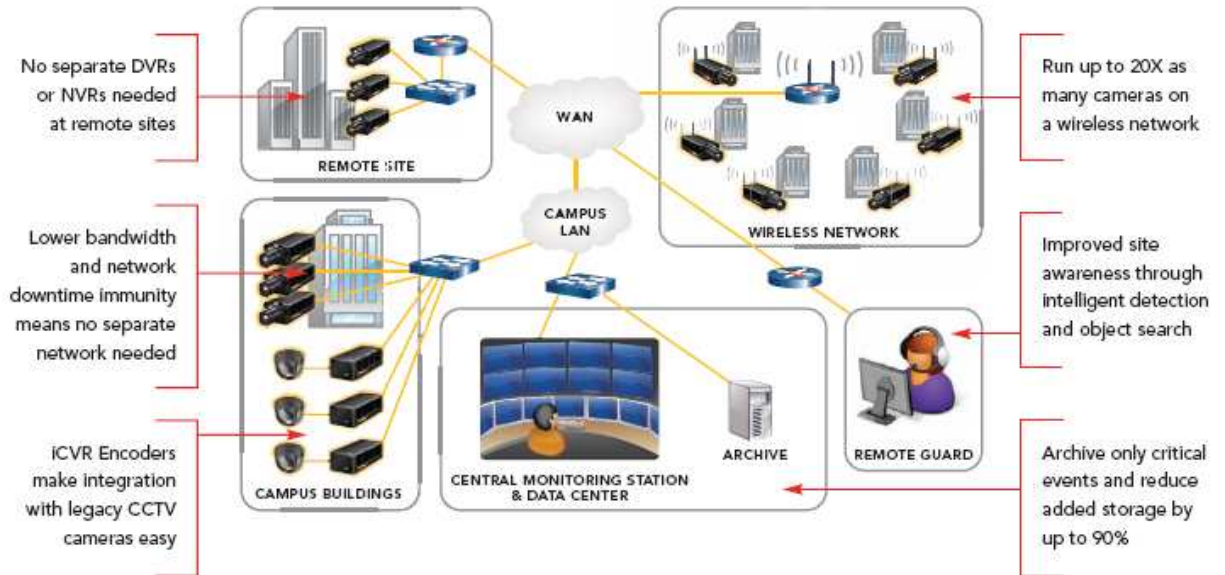 No separate DVRs
or NVRs needed
at remote sites
REMOTE SITE
WAN
WIRELESS NETWORK
Run up to 20X as
many cameras on
a wireless network
Lower bandwidth
and network
downtime immunity
means no separate
network needed
CAMPUS
LAN
Improved site
awareness through
intelligent detection
and object search
iCVR Encoders
make integration
with legacy CCTV
cameras easy
CAMPUS BUILDINGS
CENTRAL MONITORING STATION
& DATA CENTER
ARCHIVE
REMOTE GUARD
Archive only critical
events and reduce
added storage by
up to 90%